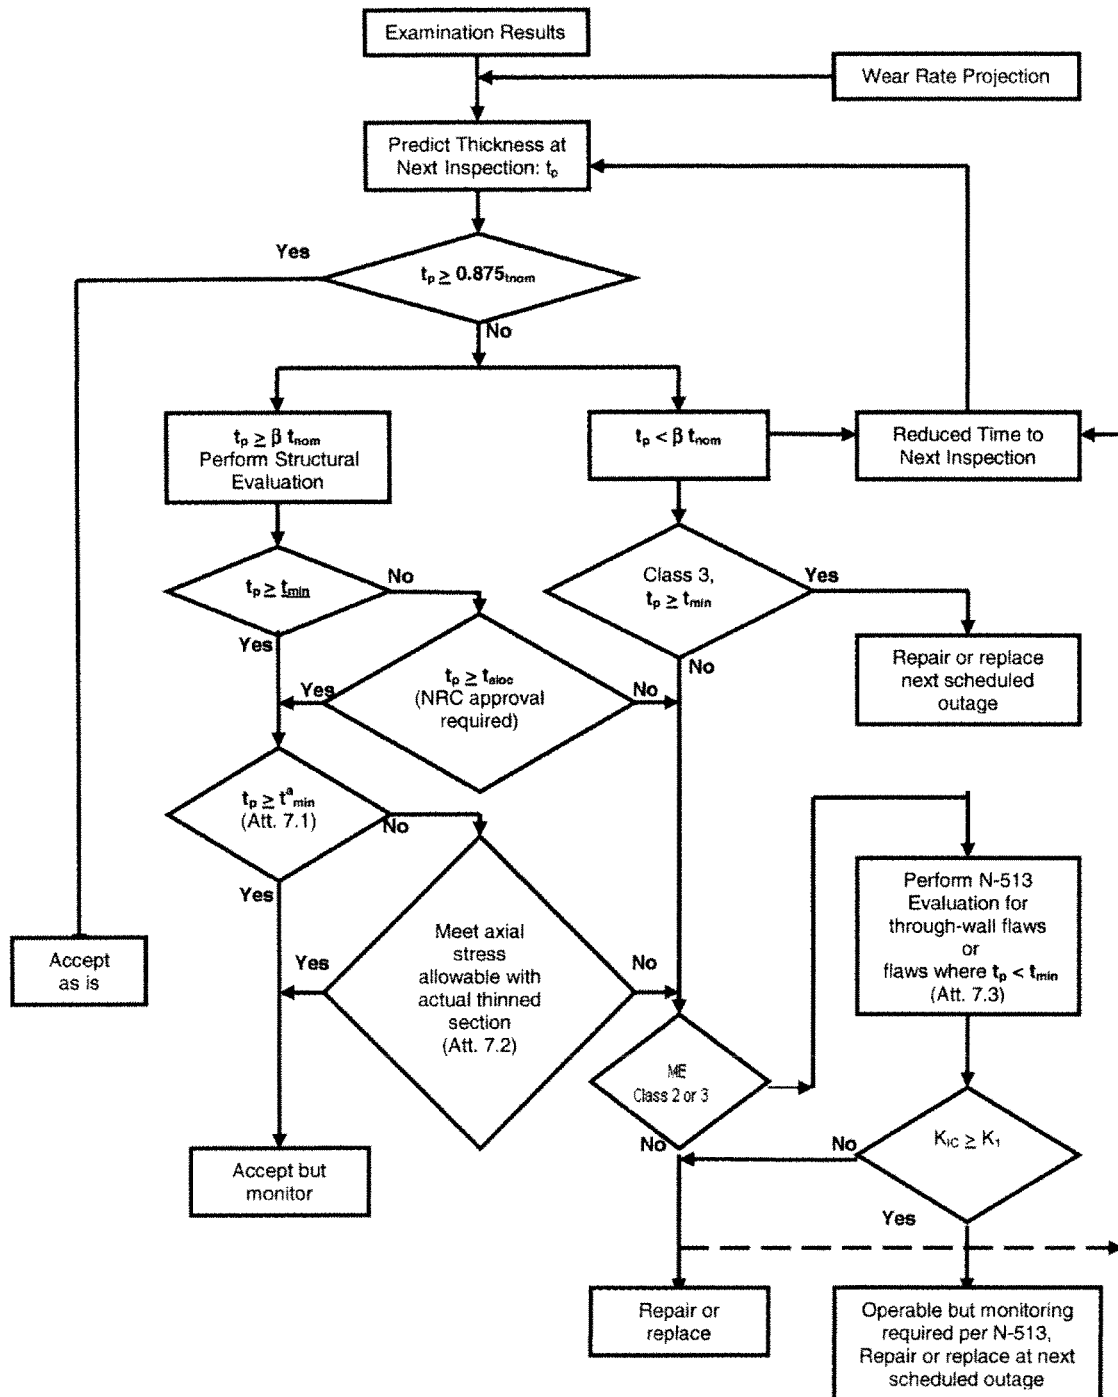 Examination Results
Wear Rate Projection
Predict Thickness at
Next Inspection: tp
Yes
tp ≥ 0.875tnom
No
tp ≥ β tnom
Perform Structural
Evaluation
tp < β tnom
Reduced Time to
Next Inspection
tp ≥ tmin
No
Yes
Class 3,
tp ≥ tmin
Yes
No
Repair or replace
next scheduled
outage
tp ≥ taloc
(NRC approval
required)
Yes
No
tp ≥ tᵃmin
(Att. 7.1)
No
Yes
Accept
as is
Meet axial
stress
allowable with
actual thinned
section
(Att. 7.2)
Yes
No
Perform N-513
Evaluation for
through-wall flaws
or
flaws where tp < tmin
(Att. 7.3)
ME
Class 2 or 3
No
KIC ≥ K1
No
Yes
Accept but
monitor
Repair or
replace
Operable but monitoring
required per N-513,
Repair or replace at next
scheduled outage